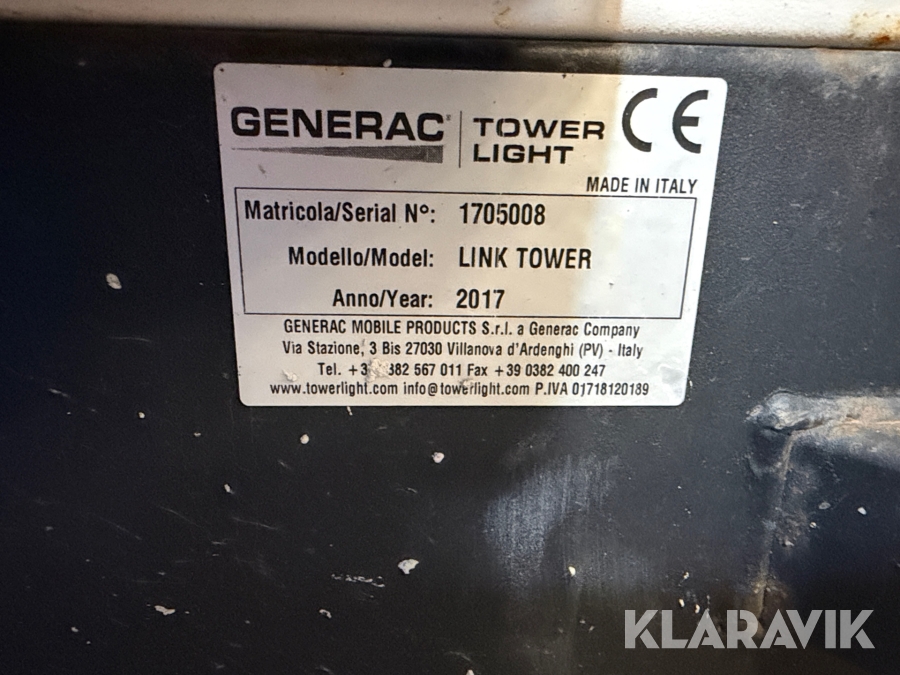 GENERAC
TOWER
LIGHT
CE
MADE IN ITALY
Matricola/Serial N°: 1705008
Modello/Model: LINK TOWER
Anno/Year: 2017
GENERAC MOBILE PRODUCTS S.r.l. a Generac Company
Via Stazione, 3 Bis 27030 Villanova d'Ardenghi (PV) - Italy
Tel. 567 011 Fax +39 0382 400 247
www.towerlight.com info@towerlight.com P.IVA 01718120189
KLARAVIK